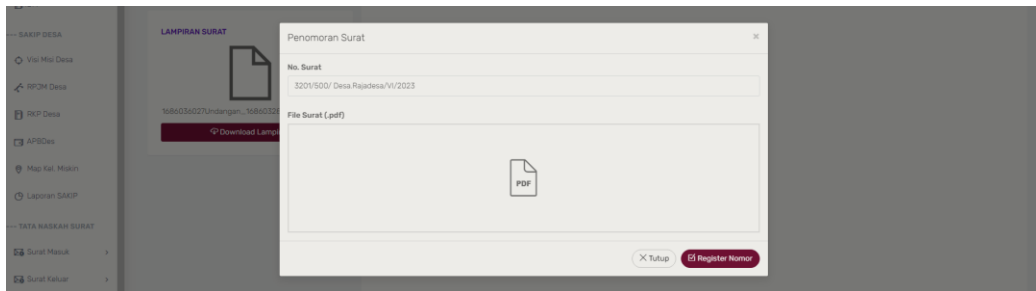 SAKIP DESA
Visi Misi Desa
RPJM Desa
RKP Desa
APBDes
Map Kel. Miskin
Laporan SAKIP
TATA NASKAH SURAT
Surat Masuk
Surat Keluar
LAMPIRAN SURAT
1686036027Undangan_1686032
Download Lampi
Penomoran Surat
No. Surat
3201/500/ Desa.Rajadesa/VI/2023
File Surat (.pdf)
PDF
Tutup
Register Nomor